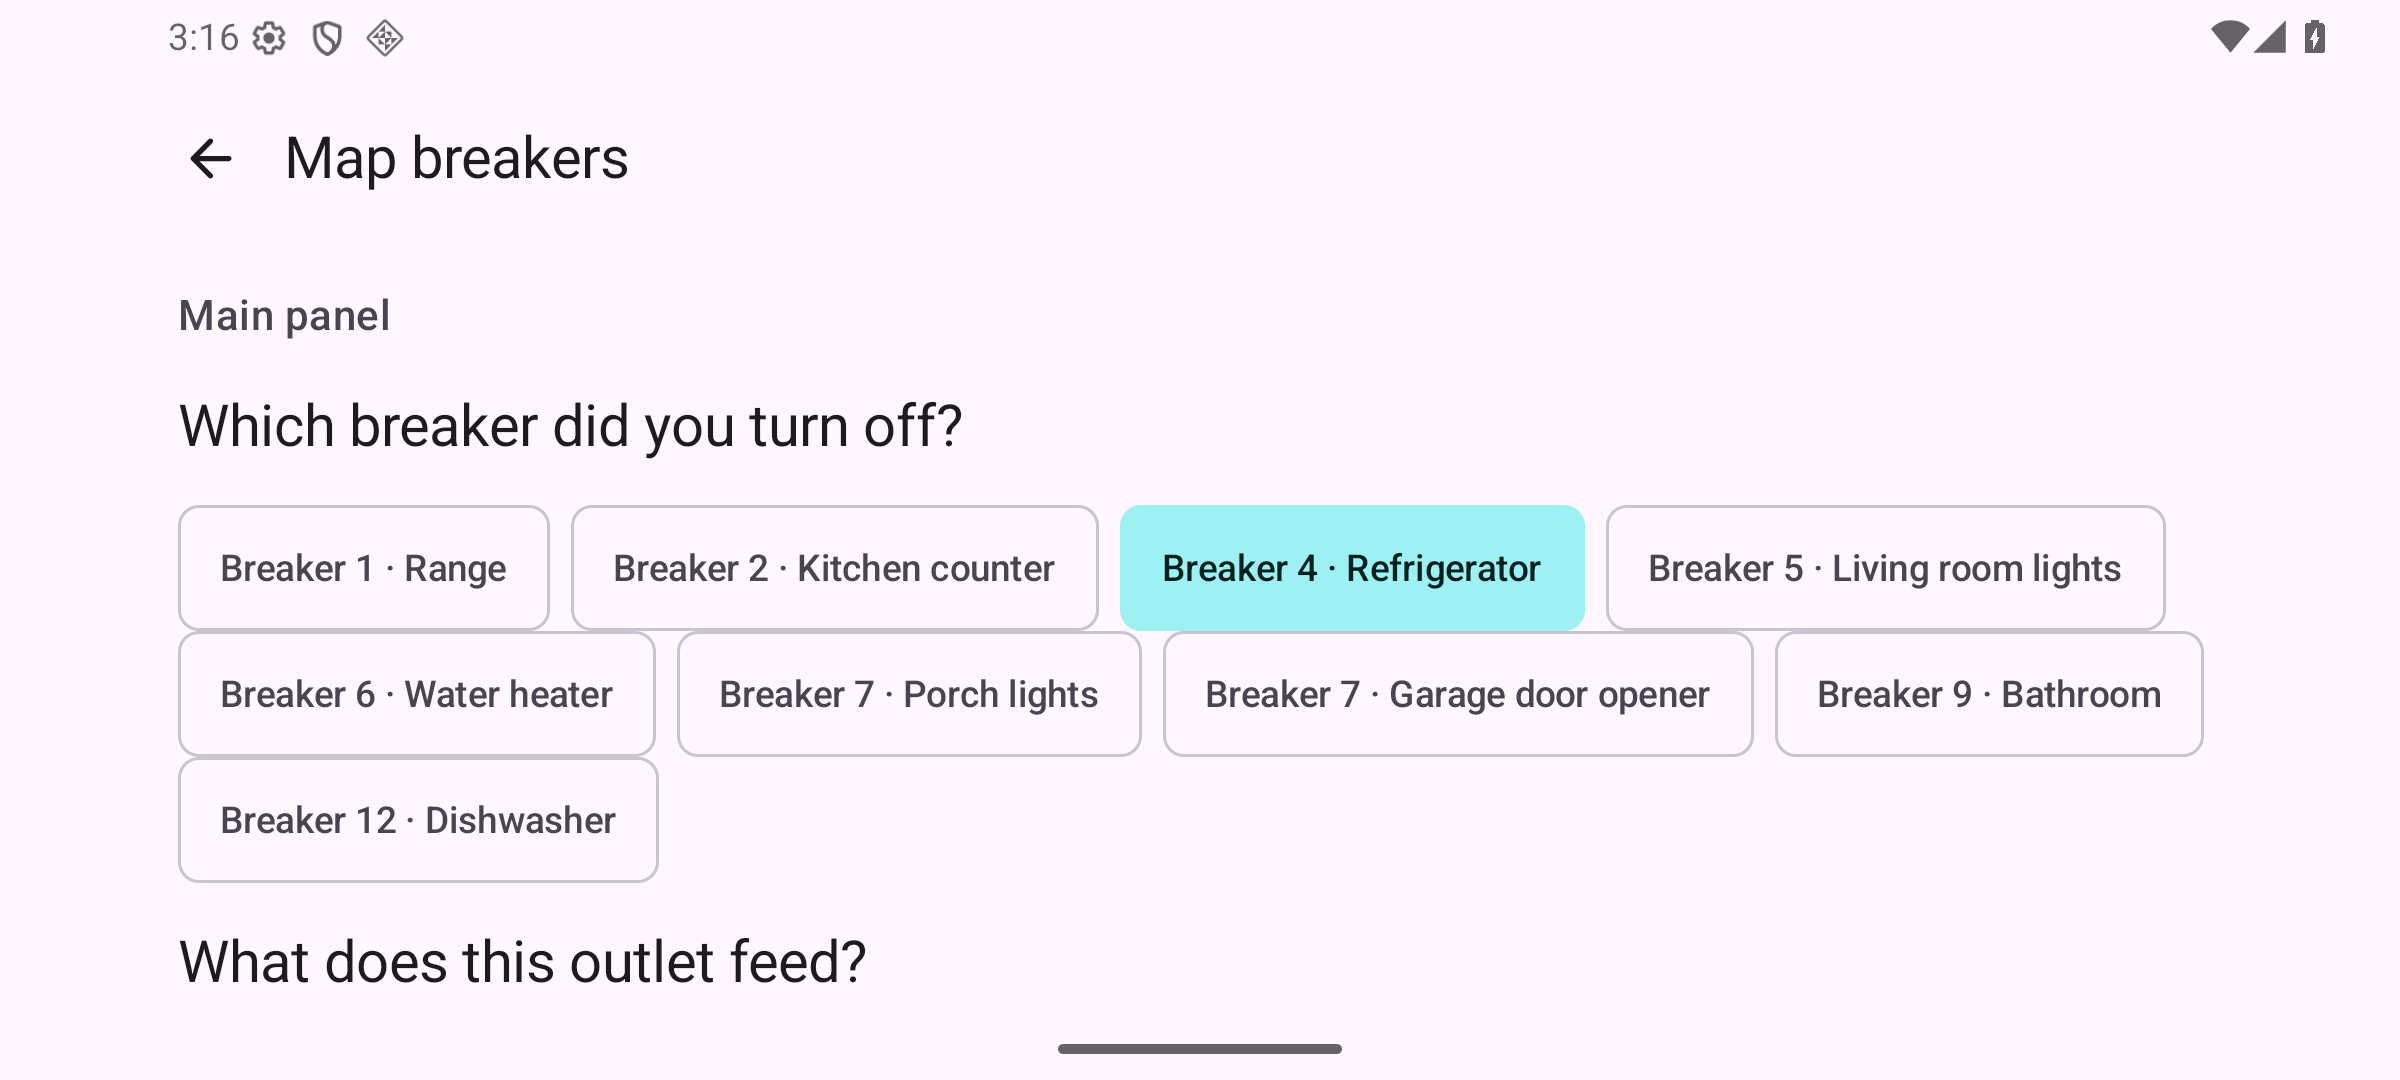 3:16
Map breakers
Main panel
Which breaker did you turn off?
Breaker 1 · Range
Breaker 2 · Kitchen counter
Breaker 4 · Refrigerator
Breaker 5 · Living room lights
Breaker 6 · Water heater
Breaker 7 · Porch lights
Breaker 7 · Garage door opener
Breaker 9 · Bathroom
Breaker 12 · Dishwasher
What does this outlet feed?